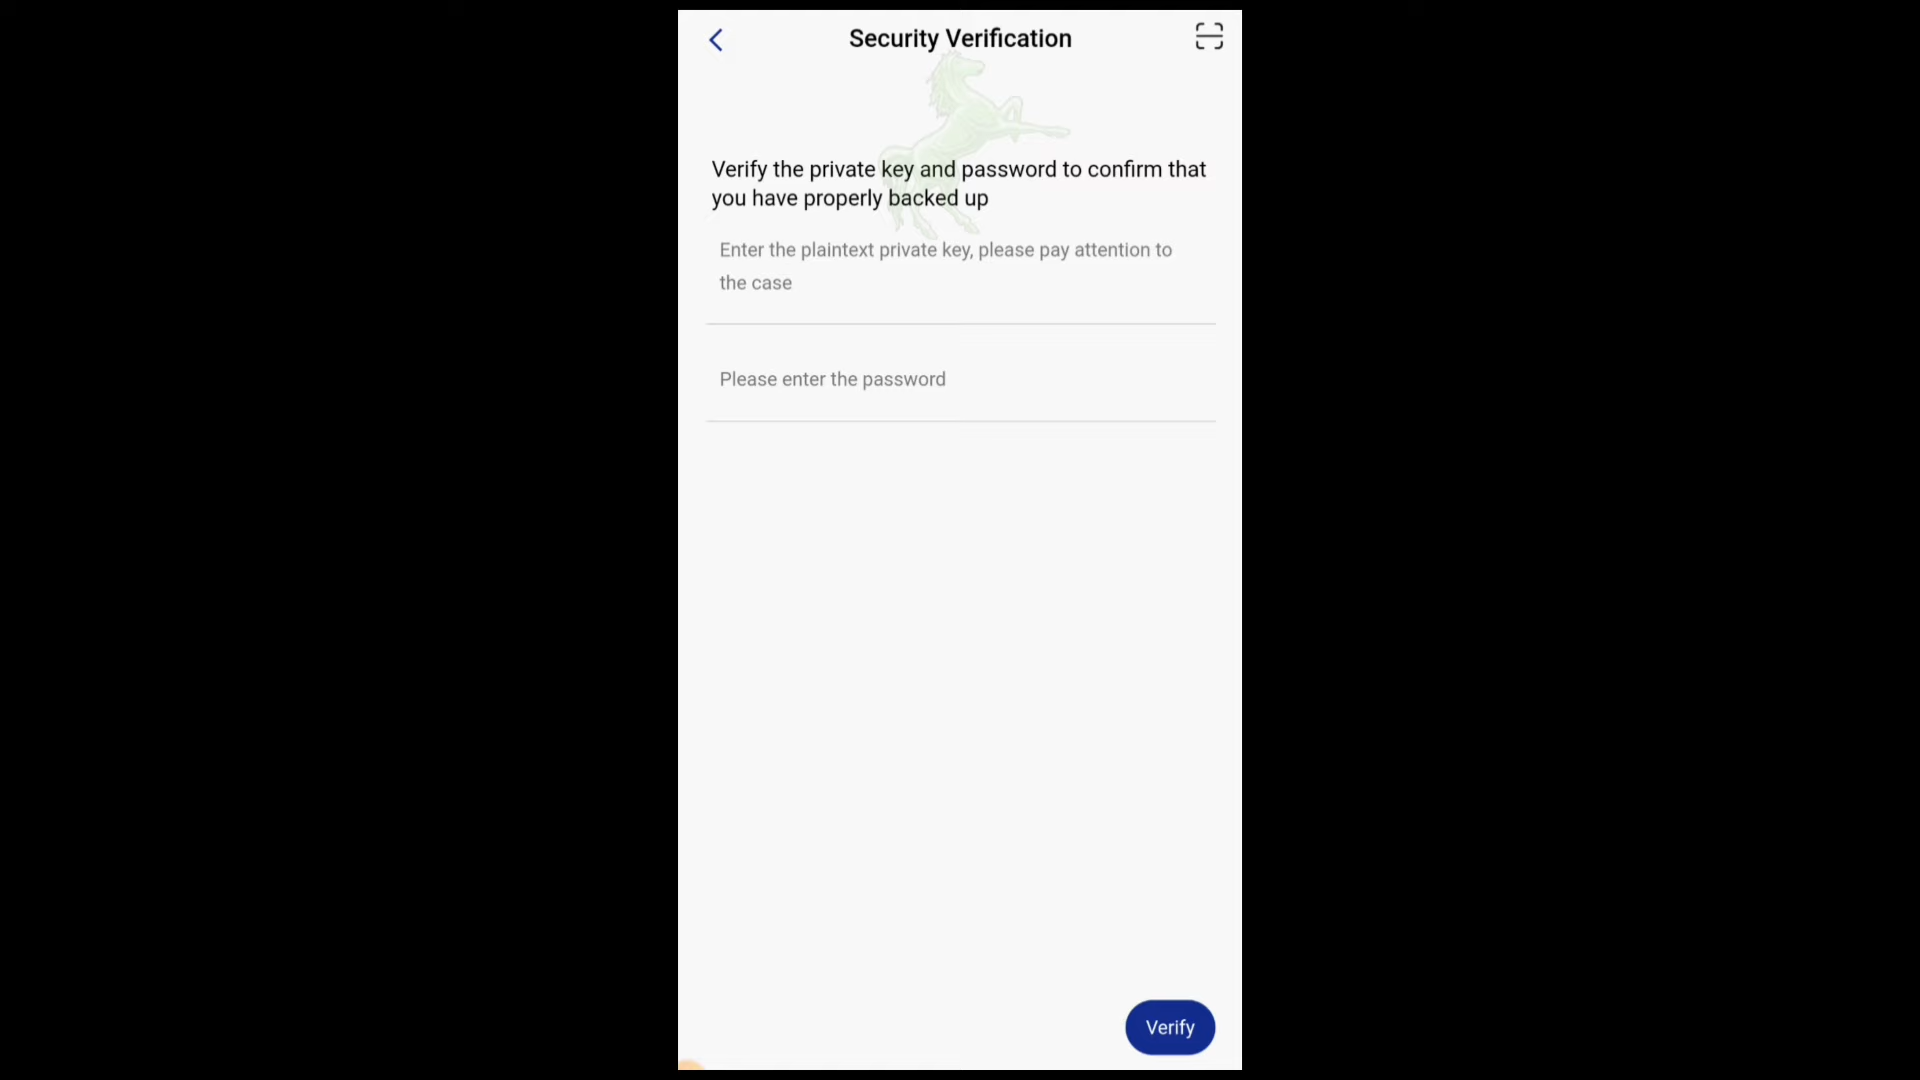 Security Verification
Verify the private key and password to confirm that
you have properly backed up
Enter the plaintext private key, please pay attention to
the case
Please enter the password
Verify